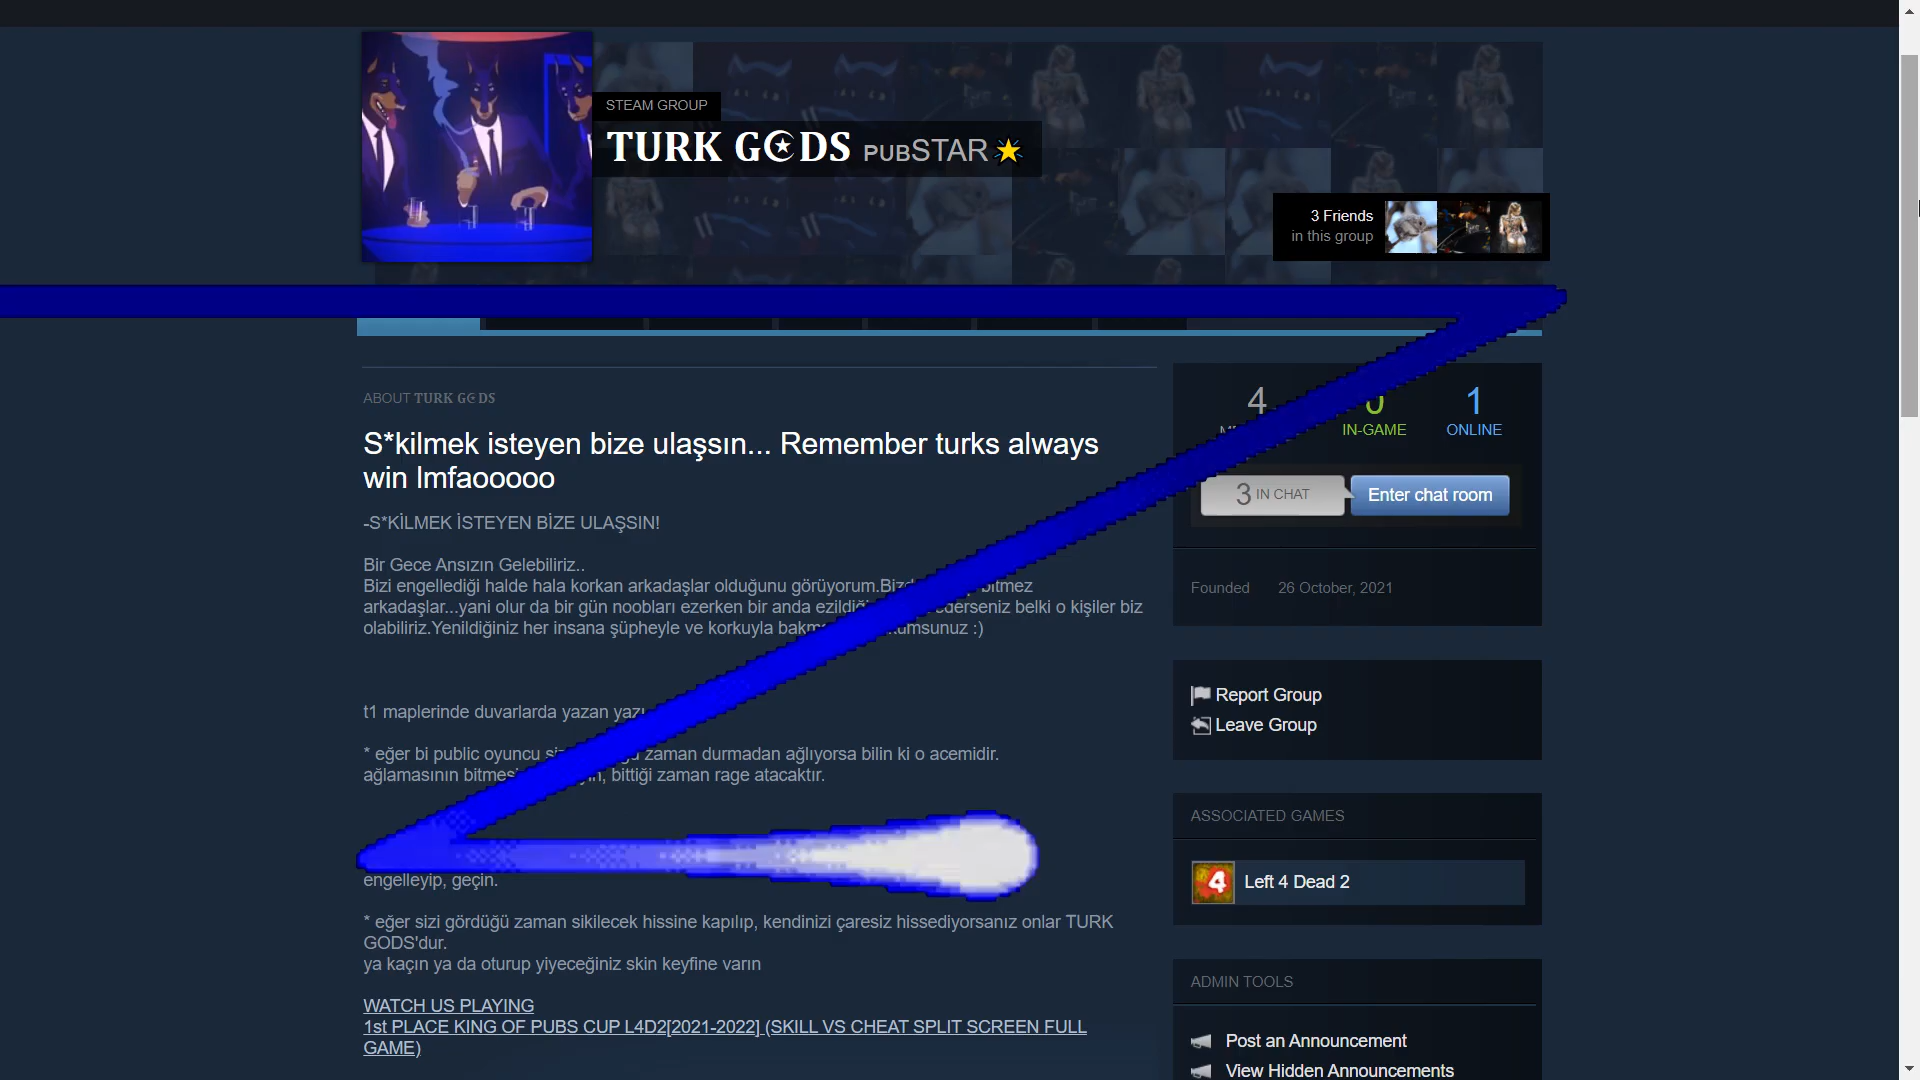 STEAM GROUP
TURK GODS PUBSTAR
3 Friends
in this group
ABOUT TURK GODS
S*kilmek isteyen bize ulaşsın... Remember turks always
win lmfaooooo
-S*KİLMEK İSTEYEN BİZE ULAŞSIN!
Bir Gece Ansızın Gelebiliriz..
Bizi engellediği halde hala korkan arkadaşlar olduğunu görüyorum. bitmez
arkadaşlar...yani olur da bir gün noobları ezerken bir anda belki o kişiler biz
olabiliriz.Yenildiğiniz her insana şüpheyle ve korkuyla :)
t1 maplerinde duvarlarda yazan
* eğer bi public oyuncu zaman durmadan ağlıyorsa bilin ki o acemidir.
ağlamasının bittiği zaman rage atacaktır.
engelleyip, geçin.
* eğer sizi gördüğü zaman sikilecek hissine kapılıp, kendinizi çaresiz hissediyorsanız onlar TURK
GODS'dur.
ya kaçın ya da oturup yiyeceğiniz skin keyfine varın
WATCH US PLAYING
1st PLACE KING OF PUBS CUP L4D2[2021-2022] (SKILL VS CHEAT SPLIT SCREEN FULL
GAME)
4 0 1
IN-GAME ONLINE
3 IN CHAT Enter chat room
Founded 26 October, 2021
Report Group
Leave Group
ASSOCIATED GAMES
4 Left 4 Dead 2
ADMIN TOOLS
Post an Announcement
View Hidden Announcements